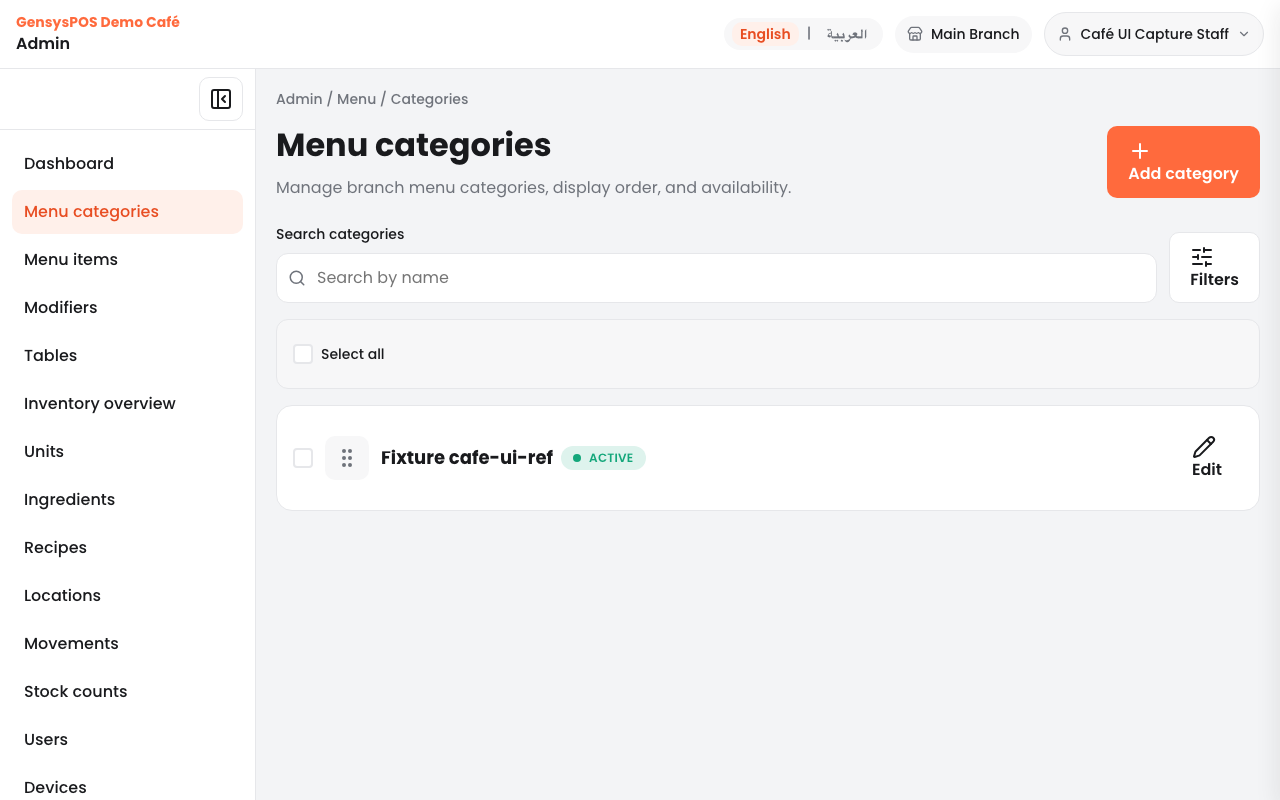 GensysPOS Demo Café
Admin
English | العربية
Main Branch
Café UI Capture Staff
Admin / Menu / Categories
Menu categories
Manage branch menu categories, display order, and availability.
Add category
Search categories
Search by name
Filters
Select all
Fixture cafe-ui-ref
ACTIVE
Edit
Dashboard
Menu categories
Menu items
Modifiers
Tables
Inventory overview
Units
Ingredients
Recipes
Locations
Movements
Stock counts
Users
Devices